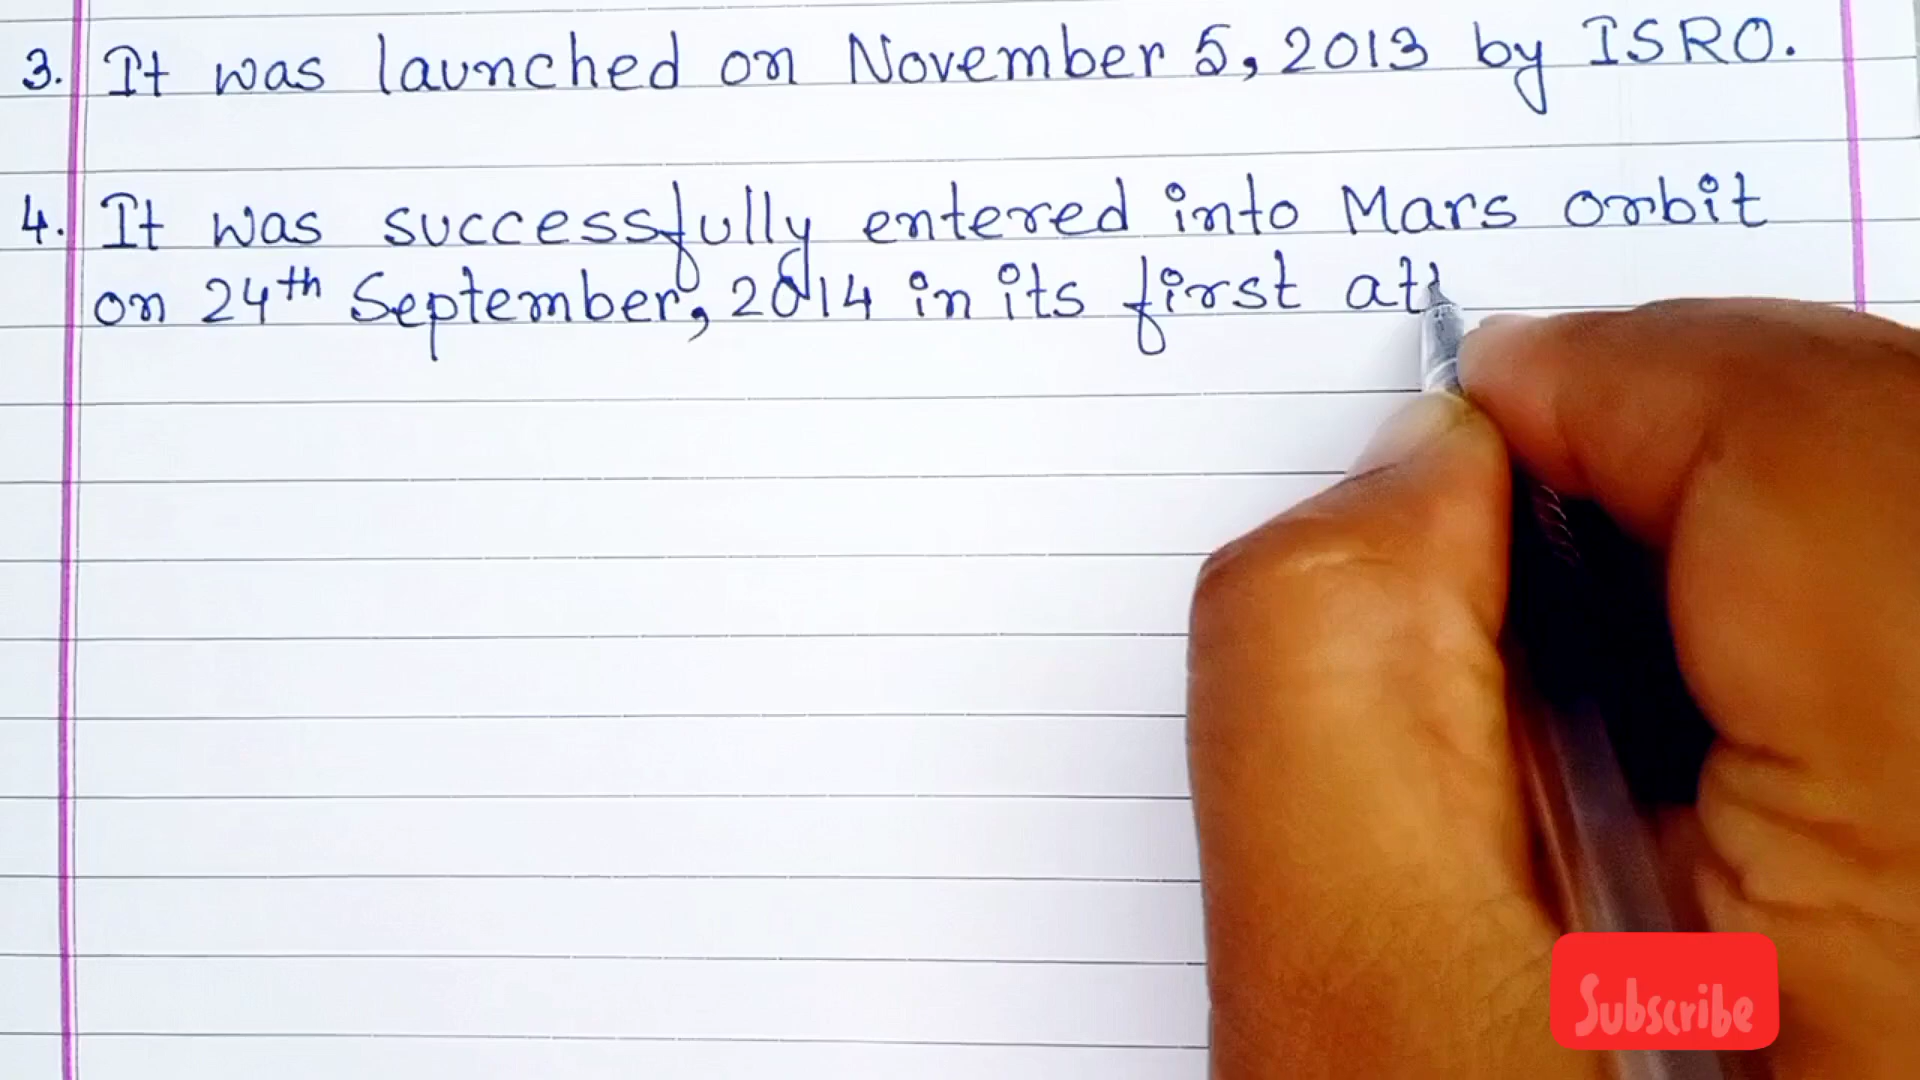 3. It was launched on November 5, 2013 by ISRO.
4. It was successfully entered into Mars orbit
on 24th September, 2014 in its first att
Subscribe